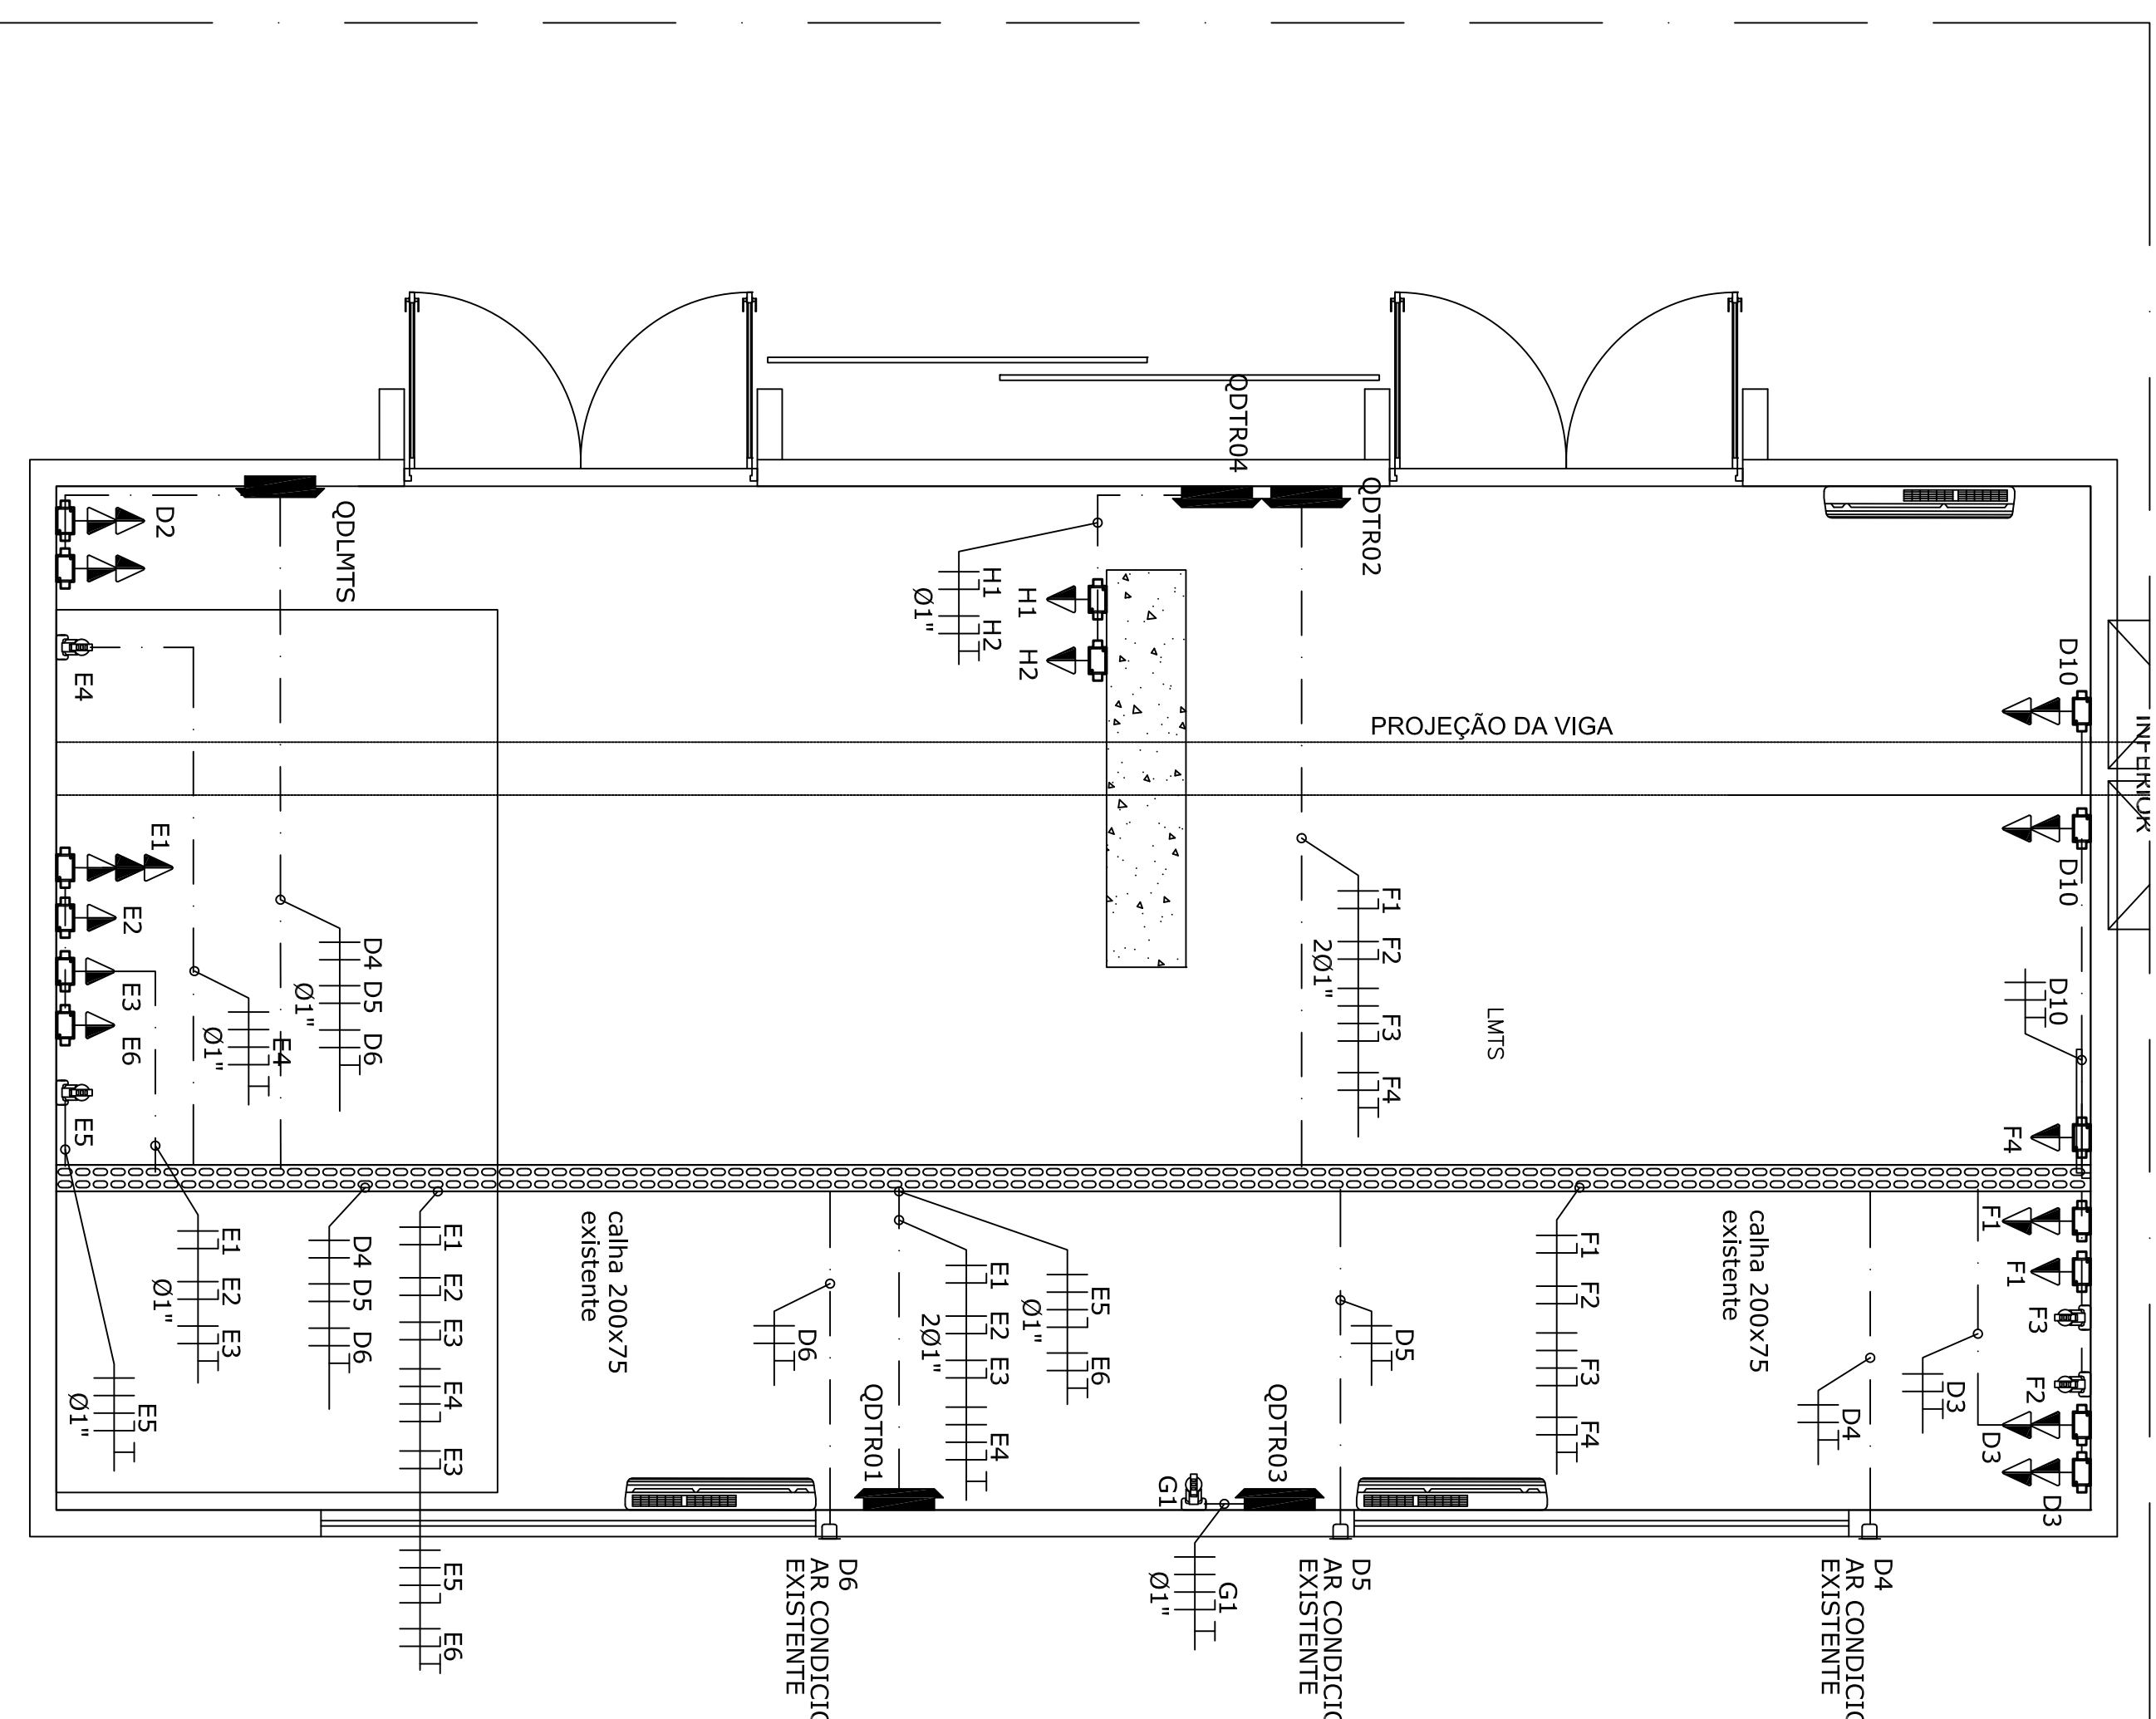 QDTR04
QDTR02
D2
QDLMTS
H1
H2
Ø1"
H1
H2
D10
E4
PROJEÇÃO DA VIGA
INFERIOR
E1
D10
E2
F1
F2
2Ø1"
F3
F4
D4
D5
D6
Ø1"
E3
E4
Ø1"
E6
LMTS
D10
E5
F4
E1
E2
E3
Ø1"
D4
D5
D6
E1
E2
E3
E4
E3
E5
E6
calha 200x75
existente
D6
E1
E2
E3
E4
2Ø1"
E5
E6
Ø1"
D5
F1
F2
F3
F4
calha 200x75
existente
F1
F1
F3
F2
D3
D4
D3
D3
E5
Ø1"
QDTR01
QDTR03
G1
G1
Ø1"
D6
AR CONDICIO
EXISTENTE
D5
AR CONDICIO
EXISTENTE
D4
AR CONDICIO
EXISTENTE